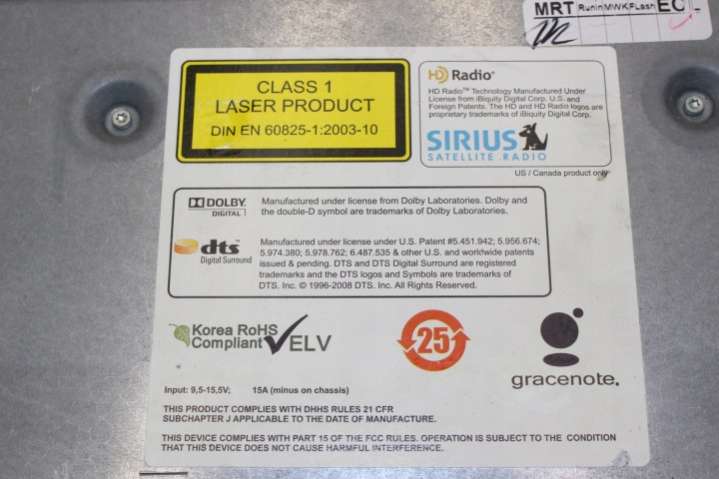 MRT RuninMWKFLash EC
CLASS 1
LASER PRODUCT
DIN EN 60825-1:2003-10
HD Radio®
HD Radio™ Technology Manufactured Under
License from iBiquity Digital Corp. U.S. and
Foreign Patents. The HD and HD Radio logos are
proprietary trademarks of iBiquity Digital Corp.
SIRIUS
SATELLITE RADIO
US / Canada product only
DOLBY
DIGITAL
Manufactured under license from Dolby Laboratories. Dolby and
the double-D symbol are trademarks of Dolby Laboratories.
dts
Digital Surround
Manufactured under license under U.S. Patent #5.451.942; 5.956.674;
5.974.380; 5.978.762; 6.487.535 & other U.S. and worldwide patents
issued & pending. DTS and DTS Digital Surround are registered
trademarks and the DTS logos and Symbols are trademarks of
DTS. Inc. © 1996-2008 DTS. Inc. All Rights Reserved.
Korea RoHS
Compliant
ELV
25
gracenote.
Input: 9,5-15,5V; 15A (minus on chassis)
THIS PRODUCT COMPLIES WITH DHHS RULES 21 CFR
SUBCHAPTER J APPLICABLE TO THE DATE OF MANUFACTURE.
THIS DEVICE COMPLIES WITH PART 15 OF THE FCC RULES. OPERATION IS SUBJECT TO THE CONDITION
THAT THIS DEVICE DOES NOT CAUSE HARMFUL INTERFERENCE.